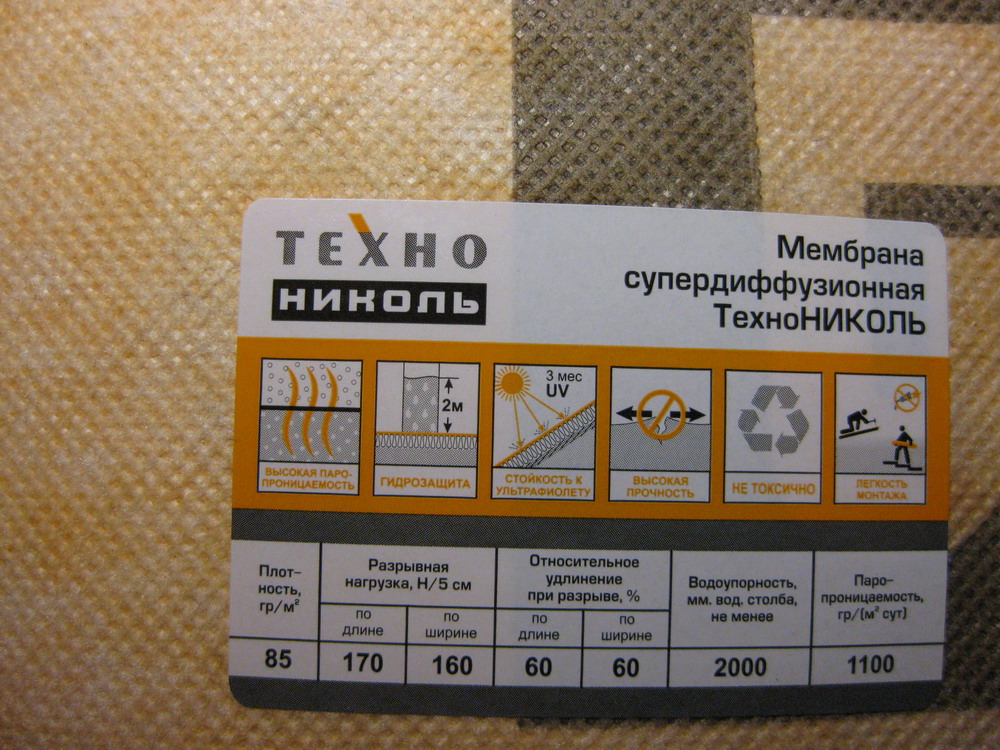 ТЕХНО
НИКОЛЬ
Мембрана
супердиффузионная
ТехноНИКОЛЬ
2м
3 мес
UV
ВЫСОКАЯ ПАРО-
ПРОНИЦАЕМОСТЬ
ГИДРОЗАЩИТА
СТОЙКОСТЬ К
УЛЬТРАФИОЛЕТУ
ВЫСОКАЯ
ПРОЧНОСТЬ
НЕ ТОКСИЧНО
ЛЕГКОСТЬ
МОНТАЖА
Плот-
ность,
гр/м²
Разрывная
нагрузка, Н/5 см
по
длине
по
ширине
Относительное
удлинение
при разрыве, %
по
длине
по
ширине
Водоупорность,
мм. вод. столба,
не менее
Паро-
проницаемость,
гр/(м² сут)
85
170
160
60
60
2000
1100